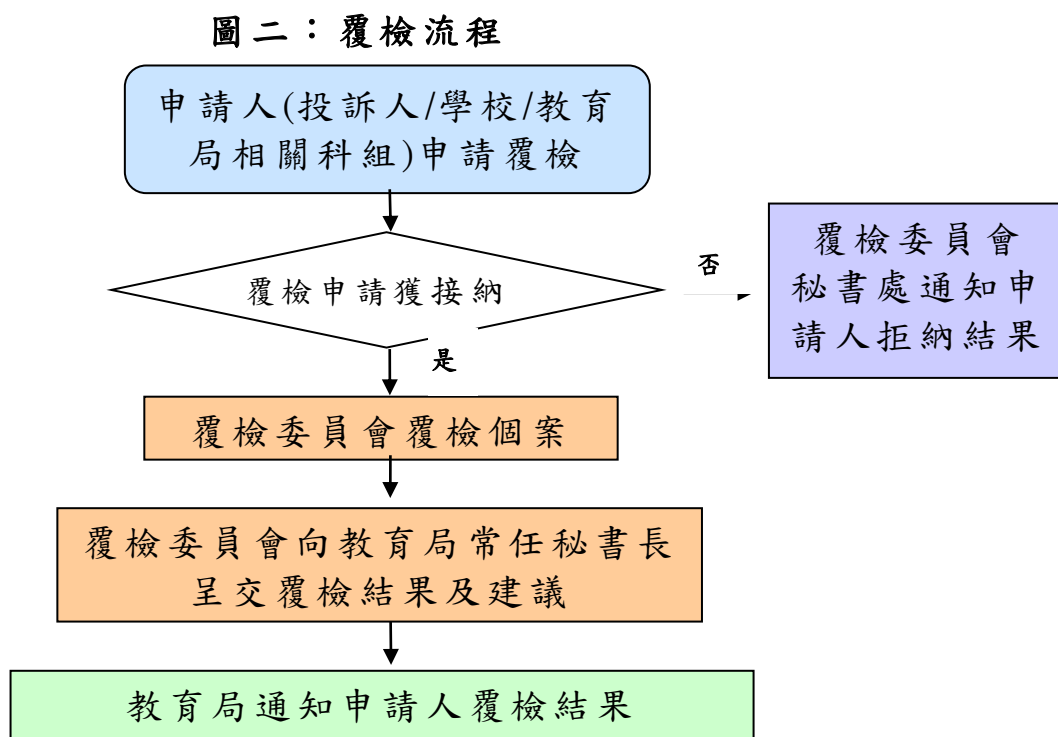 圖二：覆檢流程
申請人(投訴人/學校/教育
局相關科組)申請覆檢
覆檢申請獲接納
否
覆檢委員會
秘書處通知申
請人拒納結果
是
覆檢委員會覆檢個案
覆檢委員會向教育局常任秘書長
呈交覆檢結果及建議
教育局通知申請人覆檢結果